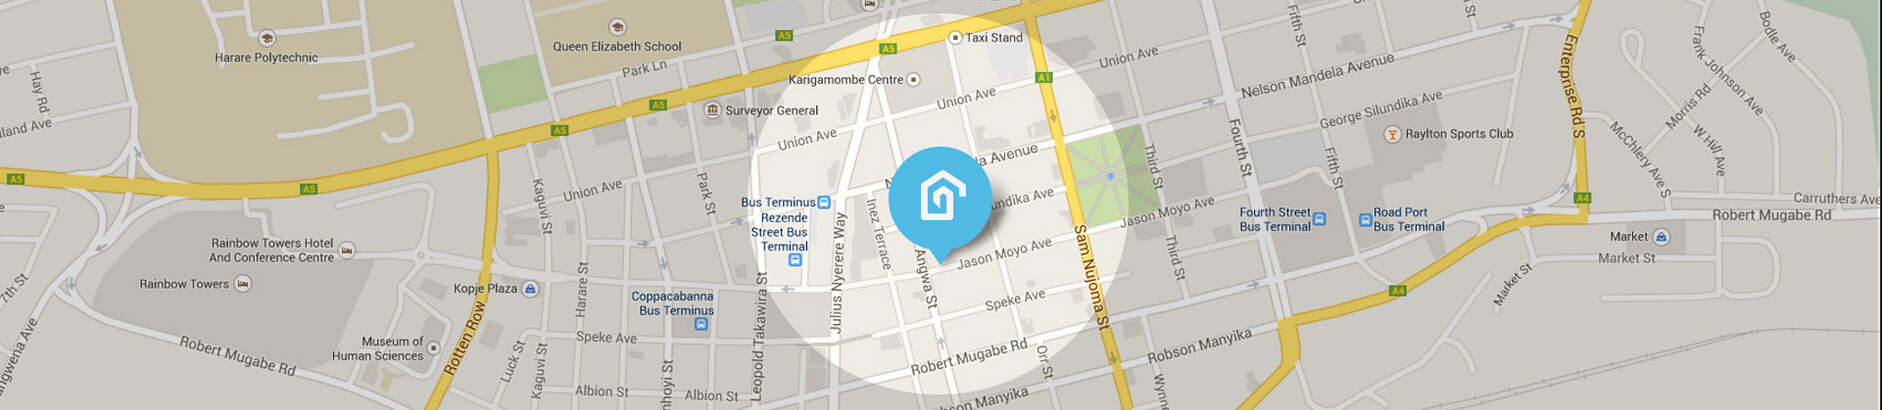 Harare Polytechnic
Hay Rd
lland Ave
Queen Elizabeth School
Park Ln
A5
A5
A5
A5
A5
A5
Surveyor General
Karigamombe Centre
Taxi Stand
A1
Union Ave
Union Ave
Union Ave
Union Ave
Fifth St
Nelson Mandela Avenue
George Silundika Ave
Enterprise Rd S
Frank Johnson Ave
Bodle Ave
Morris Rd
W Hill Ave
McChlery Ave S
Raylton Sports Club
Fourth St
Fifth St
Third St
la Avenue
undika Ave
Jason Moyo Ave
Jason Moyo Ave
Third St
Kaguvi St
Park St
Bus Terminus
Rezende
Street Bus
Terminal
Inez Terrace
Julius Nyerere Way
Angwa St
Sam Nujoma St
Fourth Street
Bus Terminal
Road Port
Bus Terminal
A4
A4
Carruthers Ave
Robert Mugabe Rd
Market
Market St
Market St
Rainbow Towers Hotel
And Conference Centre
Rainbow Towers
7th St
angwena Ave
Kopje Plaza
Harare St
Coppacabanna
Bus Terminus
Leopold Takawira St
Speke Ave
Speke Ave
Rotten Row
Museum of
Human Sciences
Robert Mugabe Rd
Robert Mugabe Rd
Luck St
Kaguvi St
Albion St
Albion St
nhoyi St
Orr St
Robson Manyika
bson Manyika
Wynne